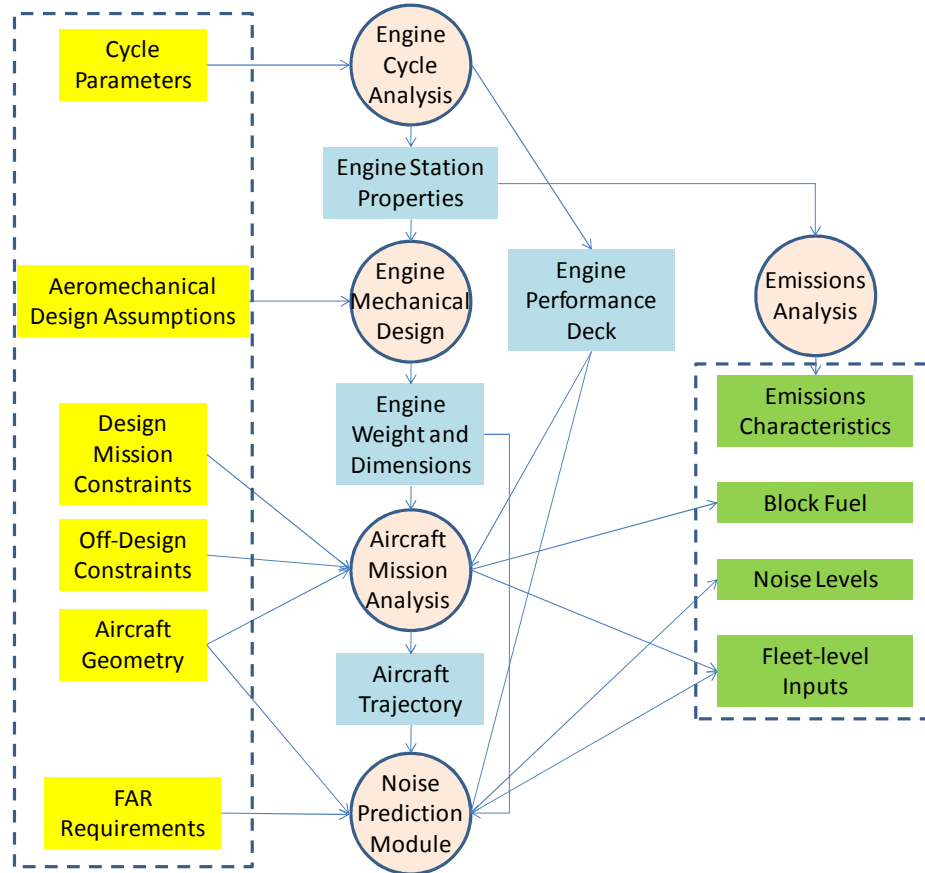 Cycle
Parameters
Engine
Cycle
Analysis
Engine Station
Properties
Aeromechanical
Design Assumptions
Engine
Mechanical
Design
Engine
Performance
Deck
Emissions
Analysis
Design
Mission
Constraints
Engine
Weight and
Dimensions
Emissions
Characteristics
Off-Design
Constraints
Aircraft
Mission
Analysis
Block Fuel
Noise Levels
Aircraft
Geometry
Aircraft
Trajectory
Fleet-level
Inputs
FAR
Requirements
Noise
Prediction
Module